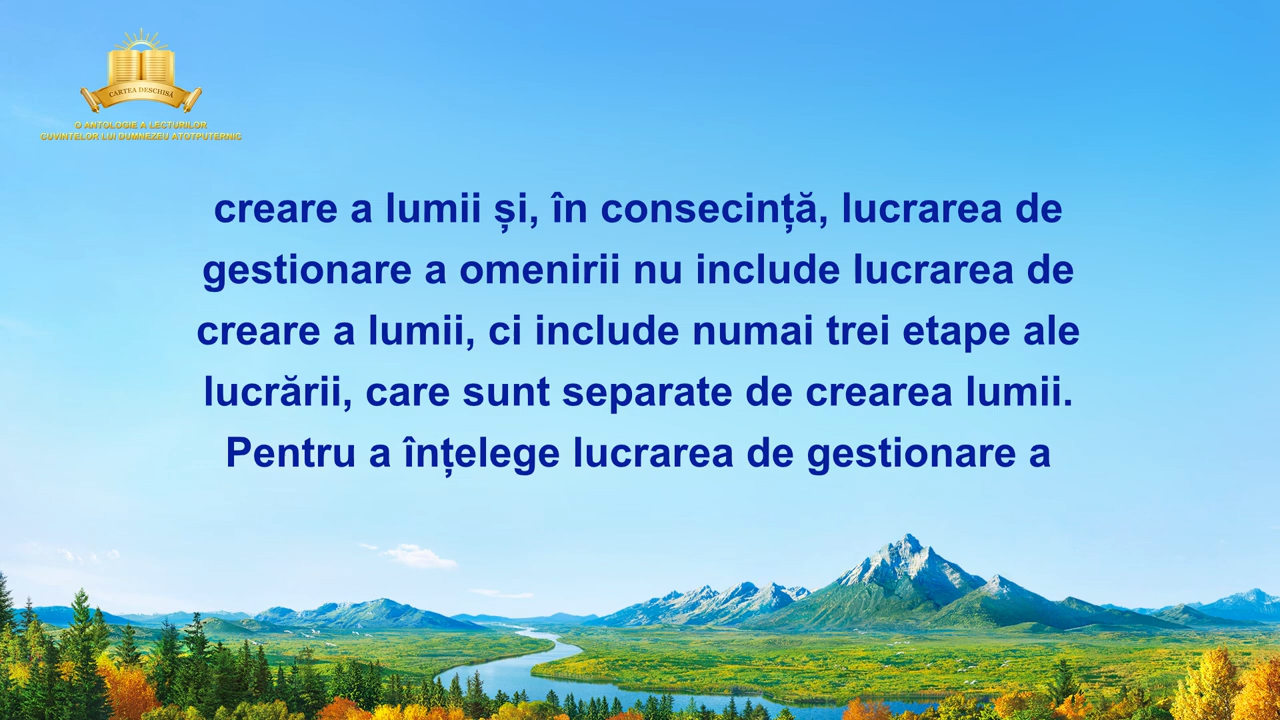 CARTEA DESCHISĂ
O ANTOLOGIE A LECTURILOR
CUVINTELOR LUI DUMNEZEU ATOTPUTERNIC
creare a lumii și, în consecință, lucrarea de
gestionare a omenirii nu include lucrarea de
creare a lumii, ci include numai trei etape ale
lucrării, care sunt separate de crearea lumii.
Pentru a înțelege lucrarea de gestionare a